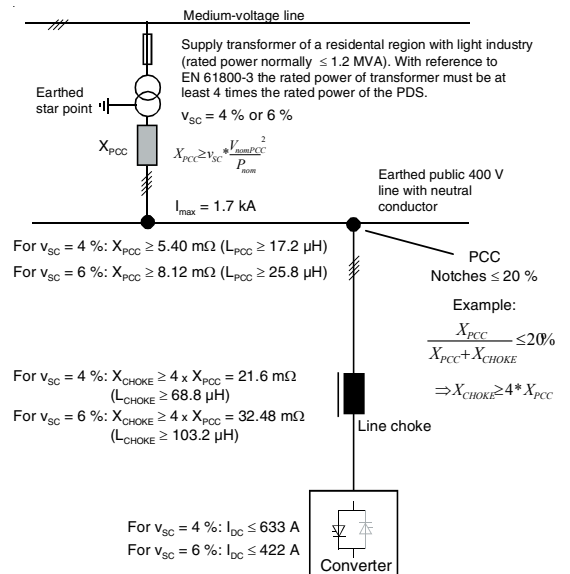 Medium-voltage line
Supply transformer of a residental region with light industry
(rated power normally ≤ 1.2 MVA). With reference to
EN 61800-3 the rated power of transformer must be at
least 4 times the rated power of the PDS.
Earthed
star point
v_SC = 4 % or 6 %
X_PCC
X_PCC ≥ v_SC * V_nomPCC² / P_nom
Earthed public 400 V
line with neutral
conductor
I_max = 1.7 kA
For v_SC = 4 %: X_PCC ≥ 5.40 mΩ (L_PCC ≥ 17.2 µH)
For v_SC = 6 %: X_PCC ≥ 8.12 mΩ (L_PCC ≥ 25.8 µH)
PCC
Notches ≤ 20 %
Example:
X_PCC / X_PCC + X_CHOKE ≤ 20%
⇒ X_CHOKE ≥ 4* X_PCC
For v_SC = 4 %: X_CHOKE ≥ 4 x X_PCC = 21.6 mΩ
(L_CHOKE ≥ 68.8 µH)
For v_SC = 6 %: X_CHOKE ≥ 4 x X_PCC = 32.48 mΩ
(L_CHOKE ≥ 103.2 µH)
Line choke
For v_SC = 4 %: I_DC ≤ 633 A
For v_SC = 6 %: I_DC ≤ 422 A
Converter